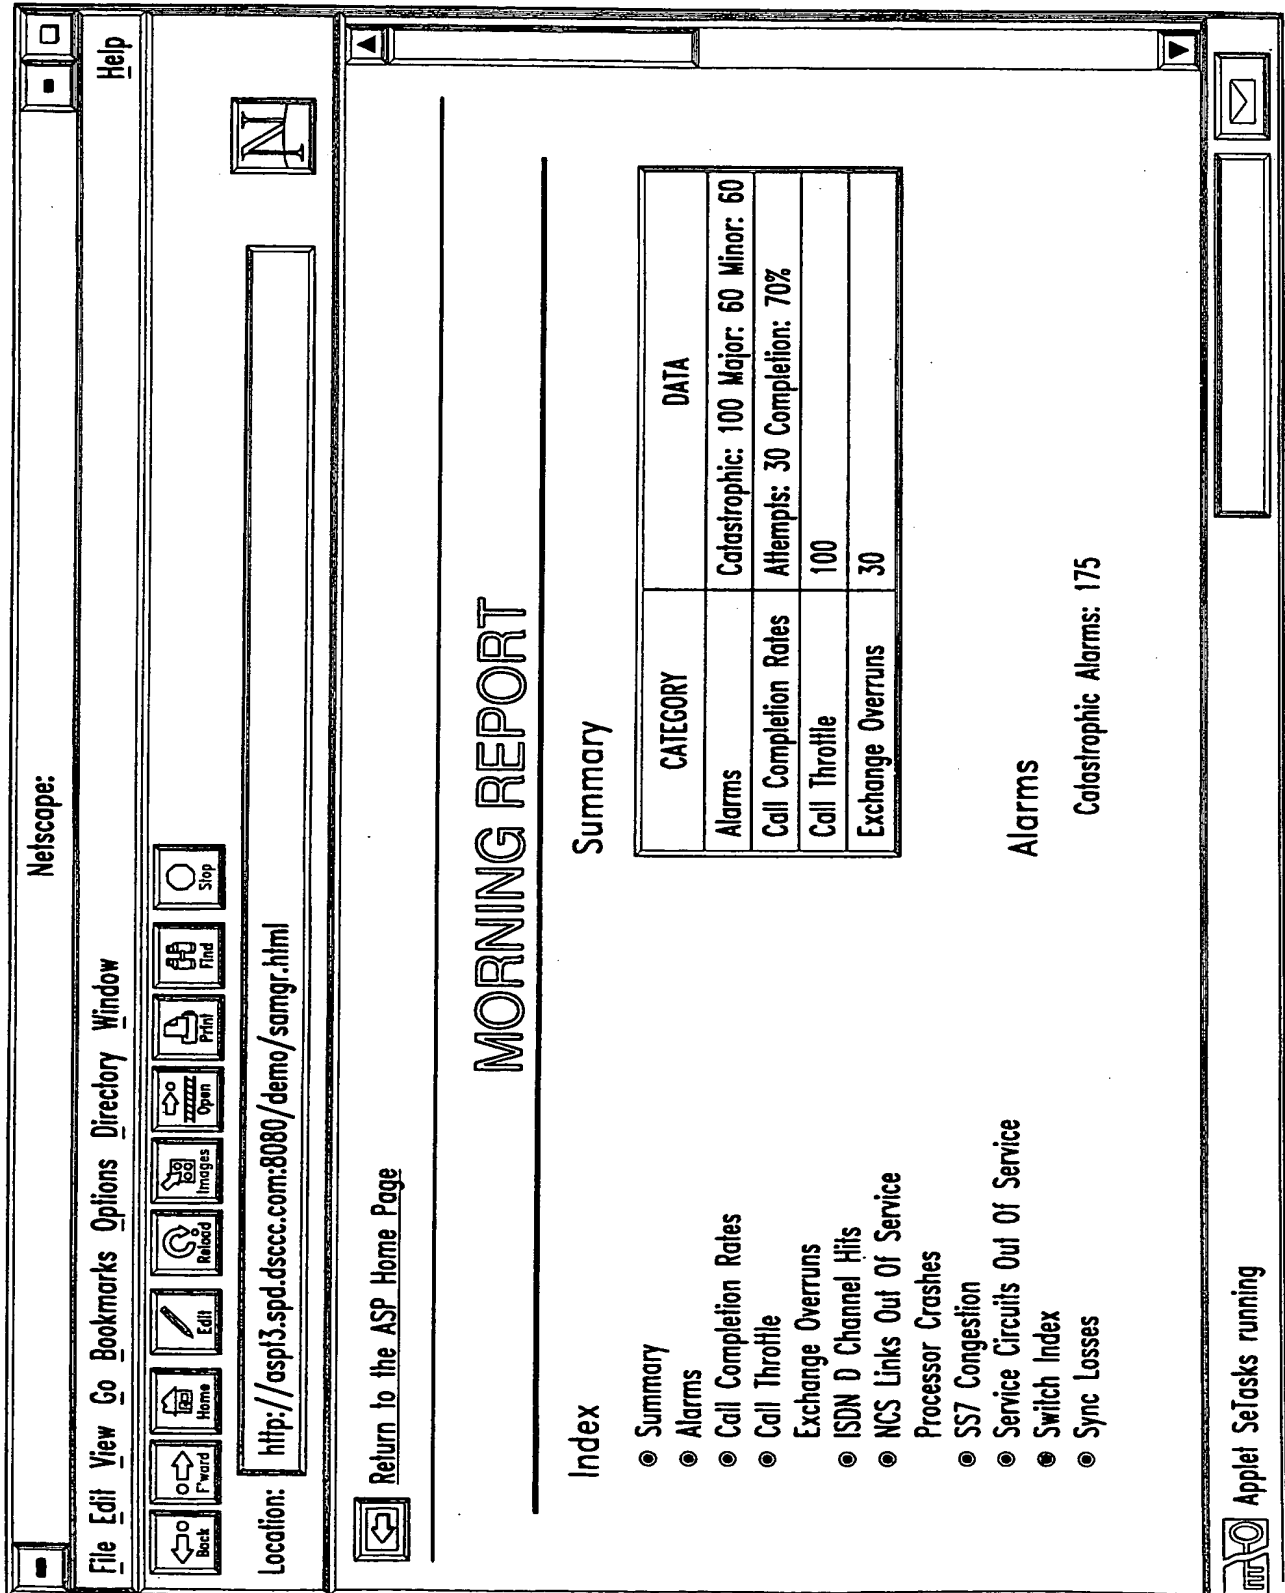 Netscape:
File Edit View Go Bookmarks Options Directory Window Help
Back F'ward Home Edit Reload Images Open Print Find Stop
Location: http://aspt3.spd.dsccc.com:8080/demo/samgr.html
N
Return to the ASP Home Page
MORNING REPORT
Index
Summary
Alarms
Call Completion Rates
Call Throttle
Exchange Overruns
ISDN D Channel Hits
NCS Links Out Of Service
Processor Crashes
SS7 Congestion
Service Circuits Out Of Service
Switch Index
Sync Losses
Summary
CATEGORY DATA
Alarms Catastrophic: 100 Major: 60 Minor: 60
Call Completion Rates Attempts: 30 Completion: 70%
Call Throttle 100
Exchange Overruns 30
Alarms
Catastrophic Alarms: 175
Applet SeTasks running